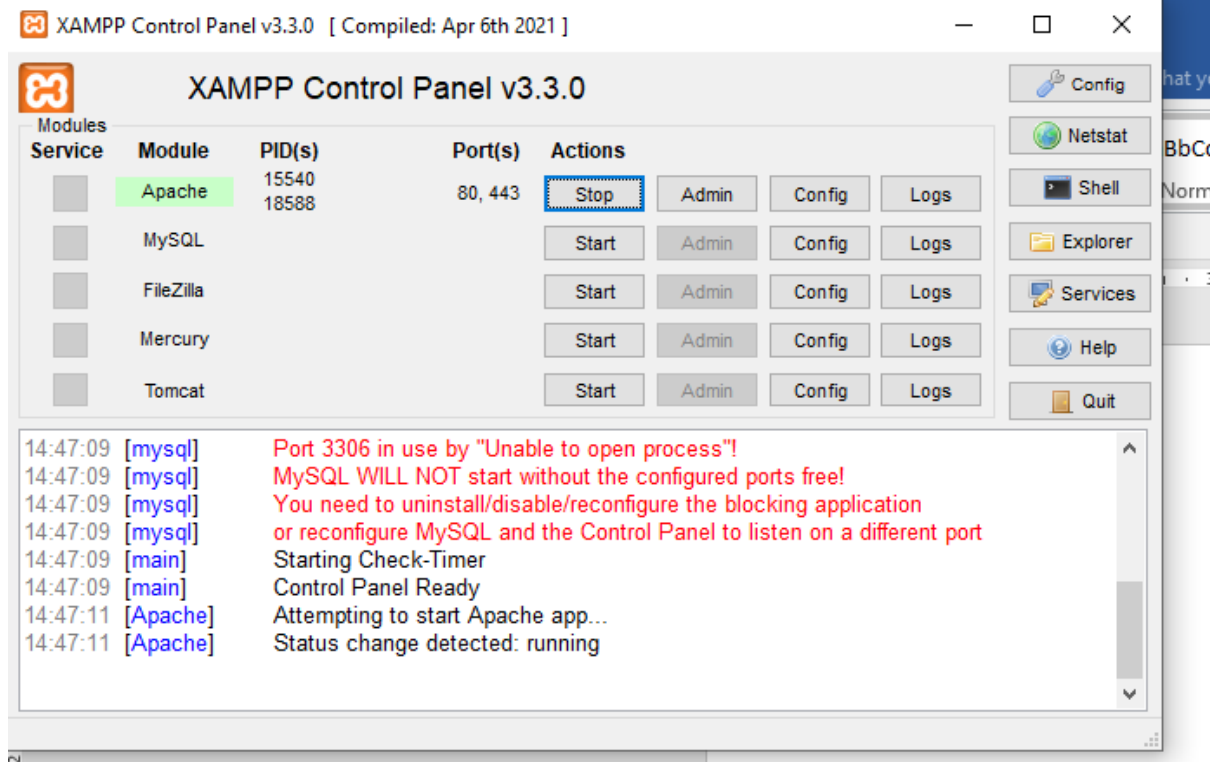 XAMPP Control Panel v3.3.0 [ Compiled: Apr 6th 2021 ]
XAMPP Control Panel v3.3.0
Config
hat y
Modules
Netstat
Service Module PID(s) Port(s) Actions
BbC
Apache 15540 80, 443 Stop Admin Config Logs
18588
Shell
Norm
MySQL Start Admin Config Logs
Explorer
FileZilla Start Admin Config Logs
Services
Mercury Start Admin Config Logs
Help
Tomcat Start Admin Config Logs
Quit
14:47:09 [mysql] Port 3306 in use by "Unable to open process"!
14:47:09 [mysql] MySQL WILL NOT start without the configured ports free!
14:47:09 [mysql] You need to uninstall/disable/reconfigure the blocking application
14:47:09 [mysql] or reconfigure MySQL and the Control Panel to listen on a different port
14:47:09 [main] Starting Check-Timer
14:47:09 [main] Control Panel Ready
14:47:11 [Apache] Attempting to start Apache app...
14:47:11 [Apache] Status change detected: running